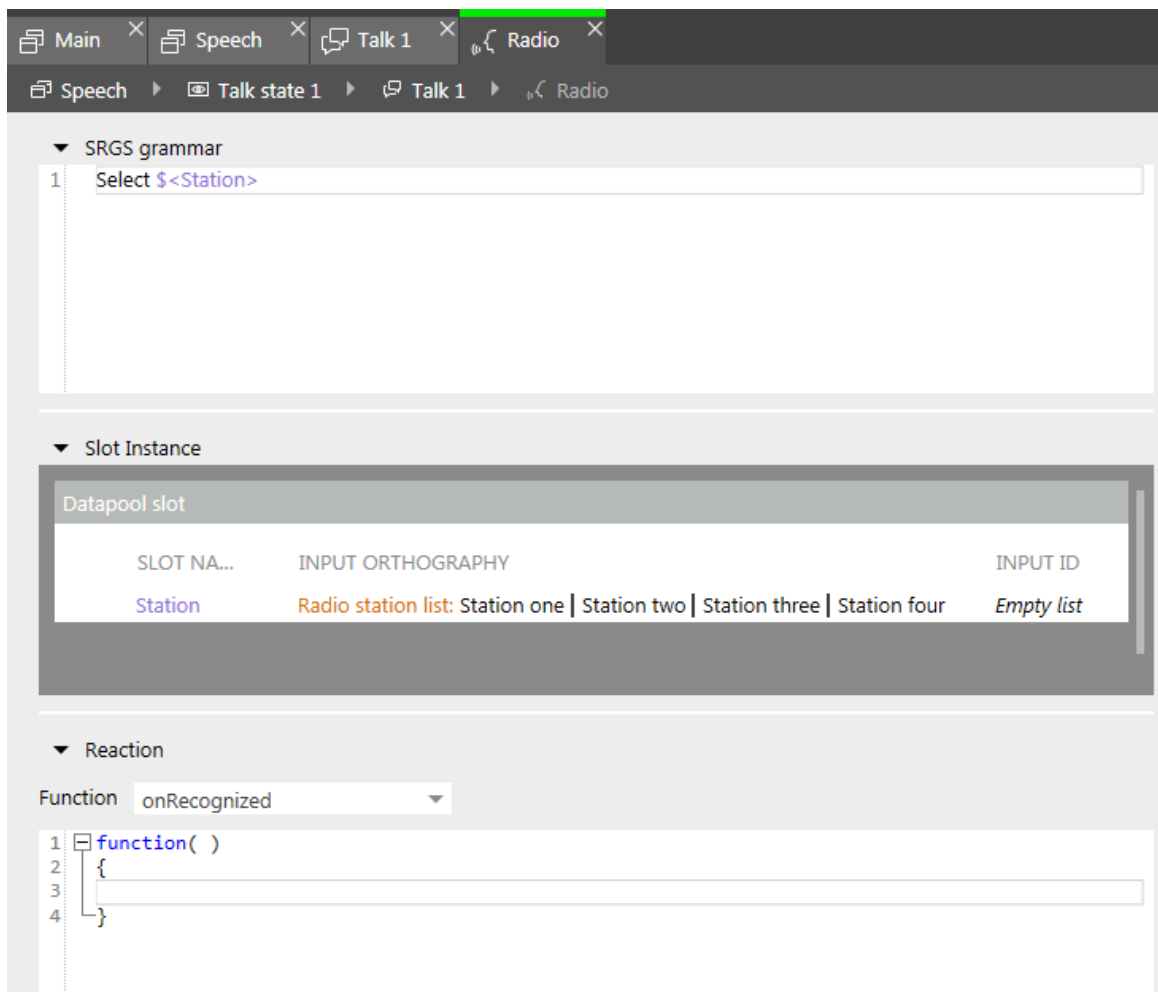 Main Speech Talk 1 Radio
Speech Talk state 1 Talk 1 Radio
SRGS grammar
1 Select $<Station>
Slot Instance
Datapool slot
SLOT NA... INPUT ORTHOGRAPHY INPUT ID
Station Radio station list: Station one | Station two | Station three | Station four Empty list
Reaction
Function onRecognized
1 function( )
2 {
3
4 }